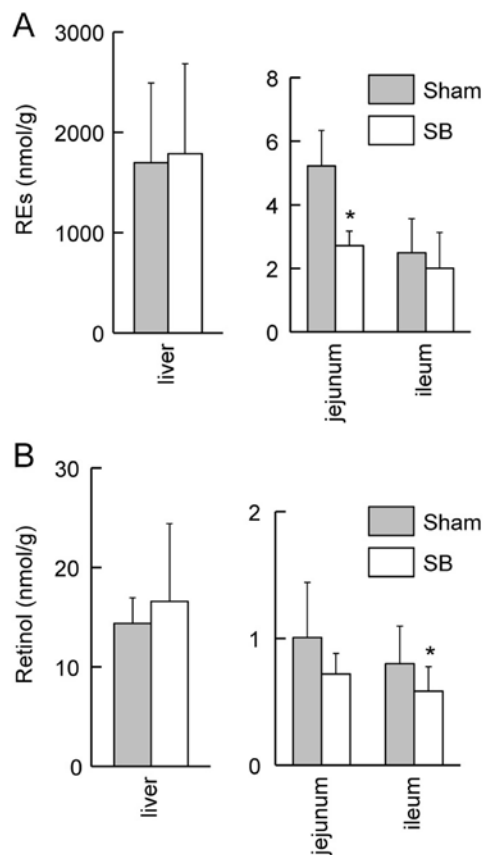 A
REs (nmol/g)
3000
2000
1000
0
liver
8
6
4
2
0
Sham
SB
*
jejunum
ileum
B
Retinol (nmol/g)
30
20
10
0
liver
2
1
0
Sham
SB
*
jejunum
ileum